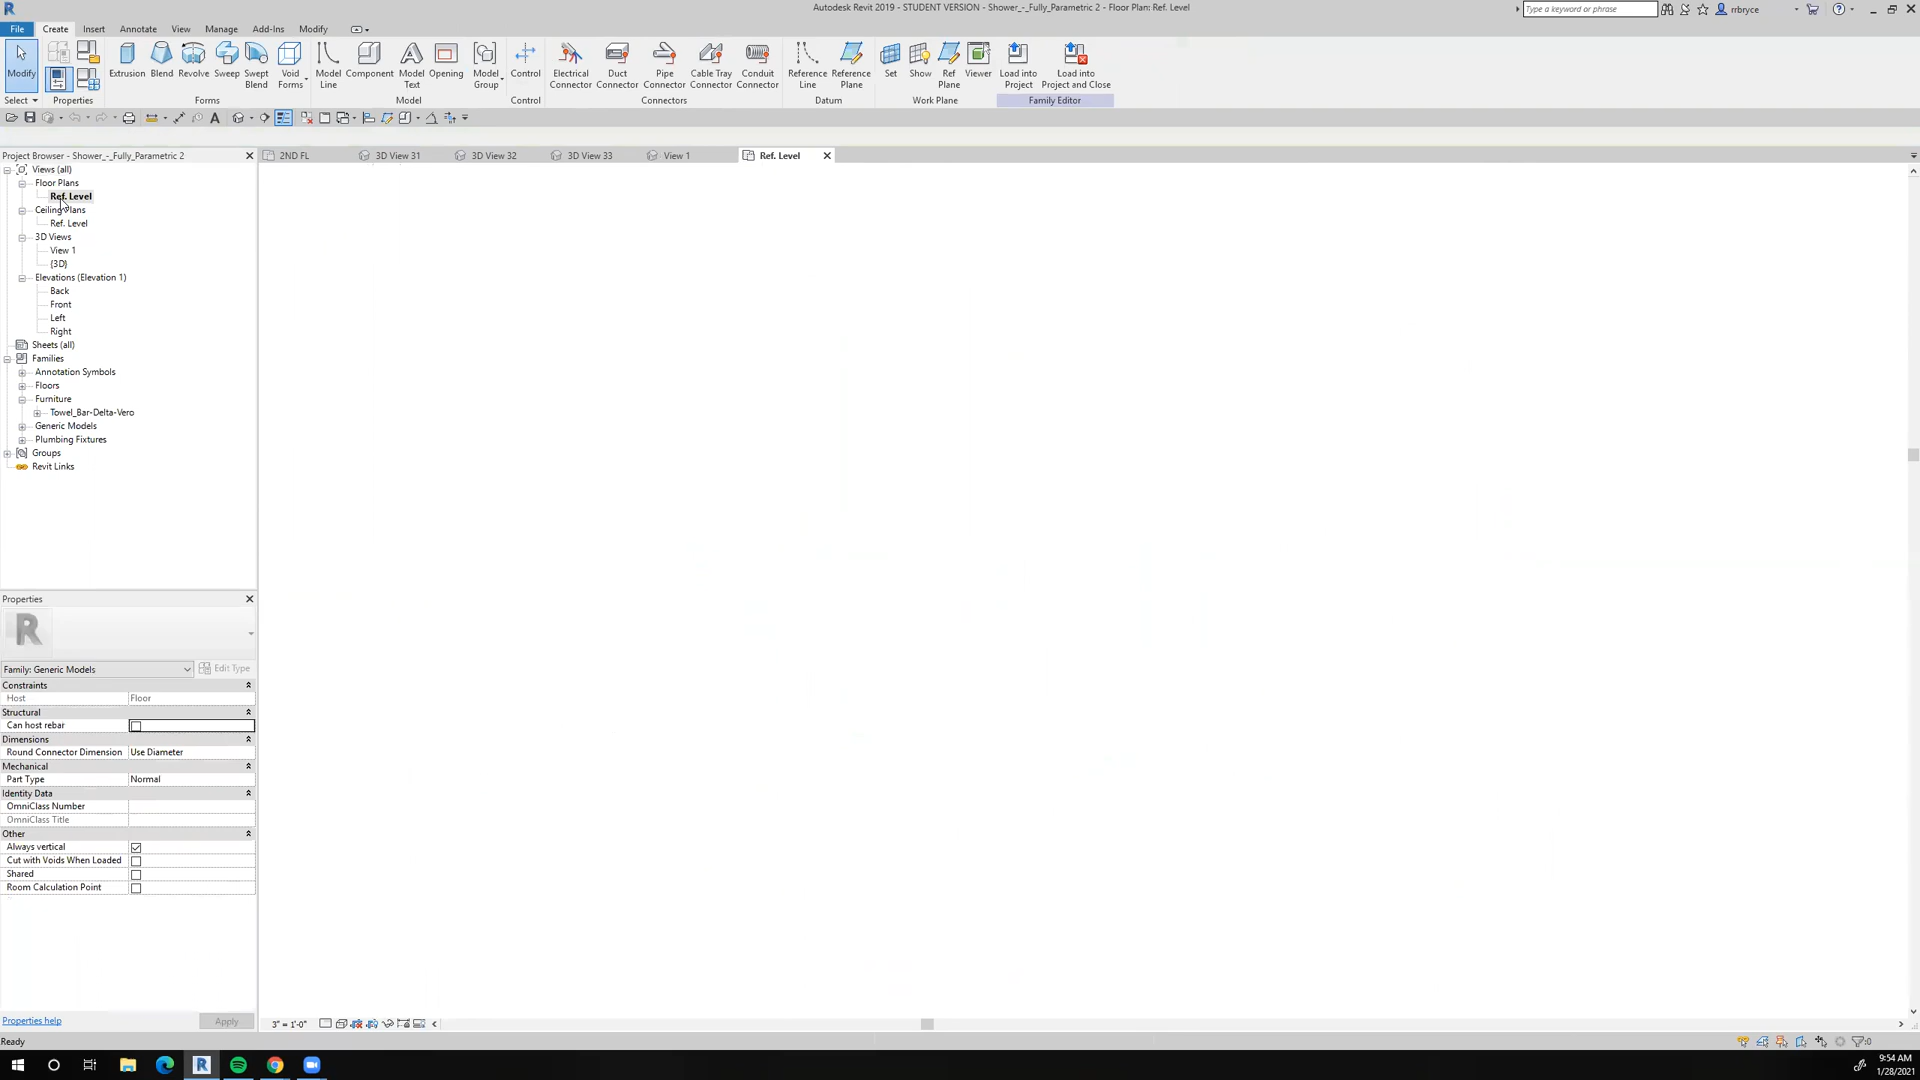 Autodesk Revit 2019 - STUDENT VERSION - Shower_-_Fully_Parametric 2 - Floor Plan: Ref. Level
Type a keyword or phrase
rrbryce
File Create Insert Annotate View Manage Add-Ins Modify
Modify
Extrusion Blend Revolve Sweep Swept Blend Void Forms
Model Line Component Model Text Opening Model Group
Control
Electrical Connector Duct Connector Pipe Connector Cable Tray Connector Conduit Connector
Reference Line Reference Plane
Set Show Ref Plane Viewer
Load into Project Load into Project and Close
Select Properties Forms Model Control Connectors Datum Work Plane Family Editor
Project Browser - Shower_-_Fully_Parametric 2
2ND FL 3D View 31 3D View 32 3D View 33 View 1 Ref. Level
Views (all)
Floor Plans
Ref. Level
Ceiling Plans
Ref. Level
3D Views
View 1
{3D}
Elevations (Elevation 1)
Back
Front
Left
Right
Sheets (all)
Families
Annotation Symbols
Floors
Furniture
Towel_Bar-Delta-Vero
Generic Models
Plumbing Fixtures
Groups
Revit Links
Properties
Family: Generic Models Edit Type
Constraints
Host Floor
Structural
Can host rebar
Dimensions
Round Connector Dimension Use Diameter
Mechanical
Part Type Normal
Identity Data
OmniClass Number
OmniClass Title
Other
Always vertical
Cut with Voids When Loaded
Shared
Room Calculation Point
Properties help Apply
3" = 1'-0"
Ready
:0
9:54 AM
1/28/2021